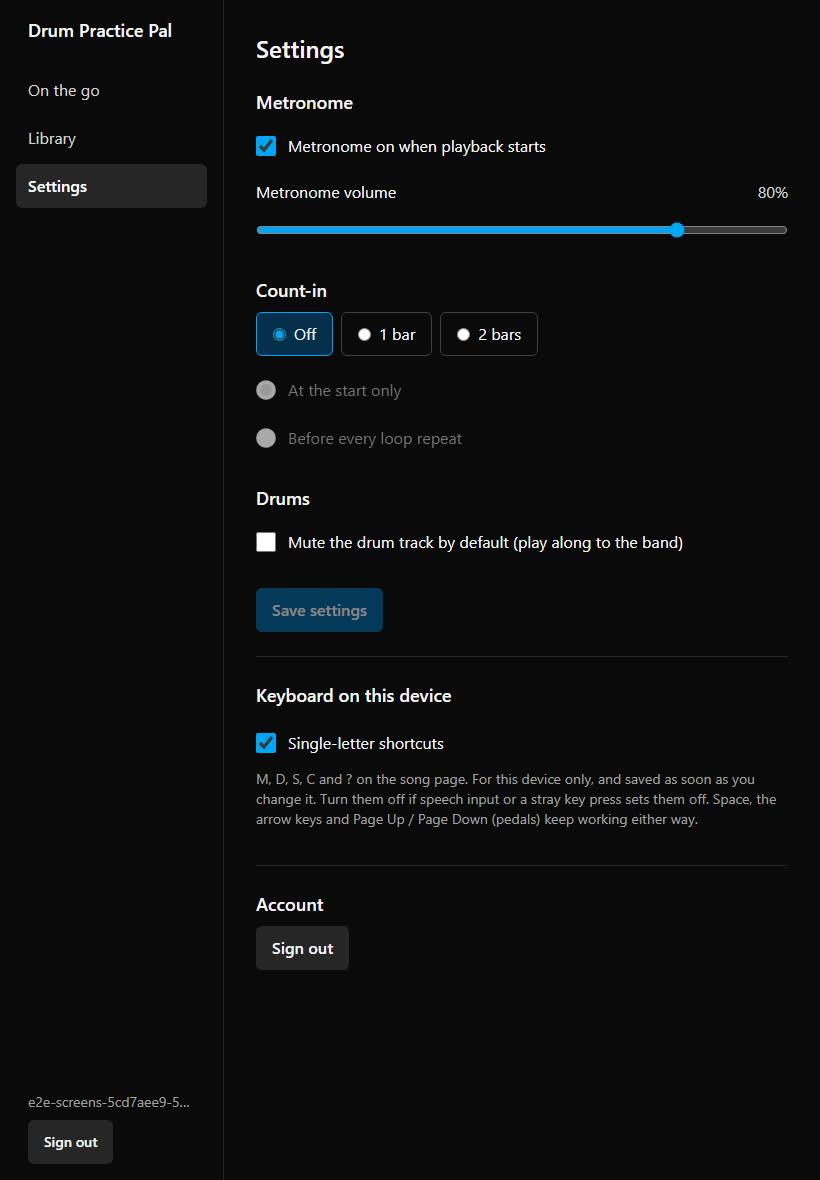 Drum Practice Pal
On the go
Library
Settings
Settings
Metronome
Metronome on when playback starts
Metronome volume 80%
Count-in
Off 1 bar 2 bars
At the start only
Before every loop repeat
Drums
Mute the drum track by default (play along to the band)
Save settings
Keyboard on this device
Single-letter shortcuts
M, D, S, C and ? on the song page. For this device only, and saved as soon as you
change it. Turn them off if speech input or a stray key press sets them off. Space, the
arrow keys and Page Up / Page Down (pedals) keep working either way.
Account
Sign out
e2e-screens-5cd7aee9-5...
Sign out